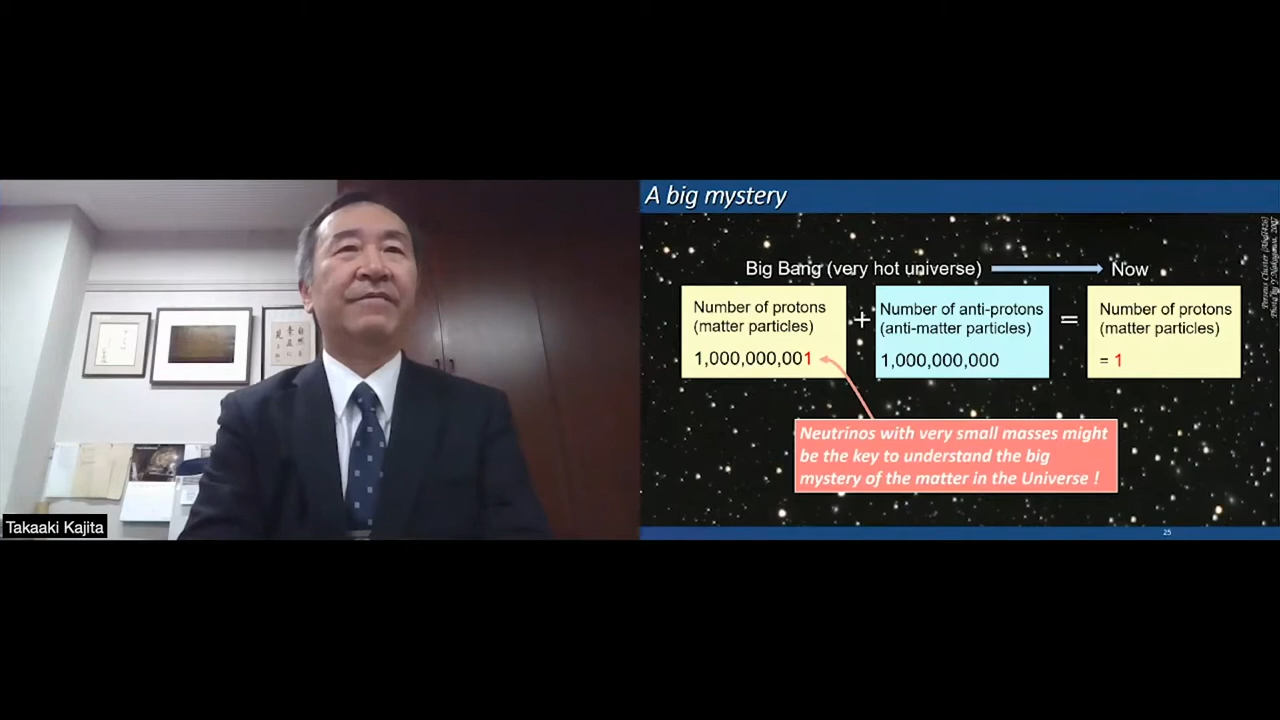 A big mystery
Big Bang (very hot universe)
Now
Number of protons
(matter particles)
1,000,000,001
+
Number of anti-protons
(anti-matter particles)
1,000,000,000
=
Number of protons
(matter particles)
= 1
Neutrinos with very small masses might
be the key to understand the big
mystery of the matter in the Universe !
25
Takaaki Kajita